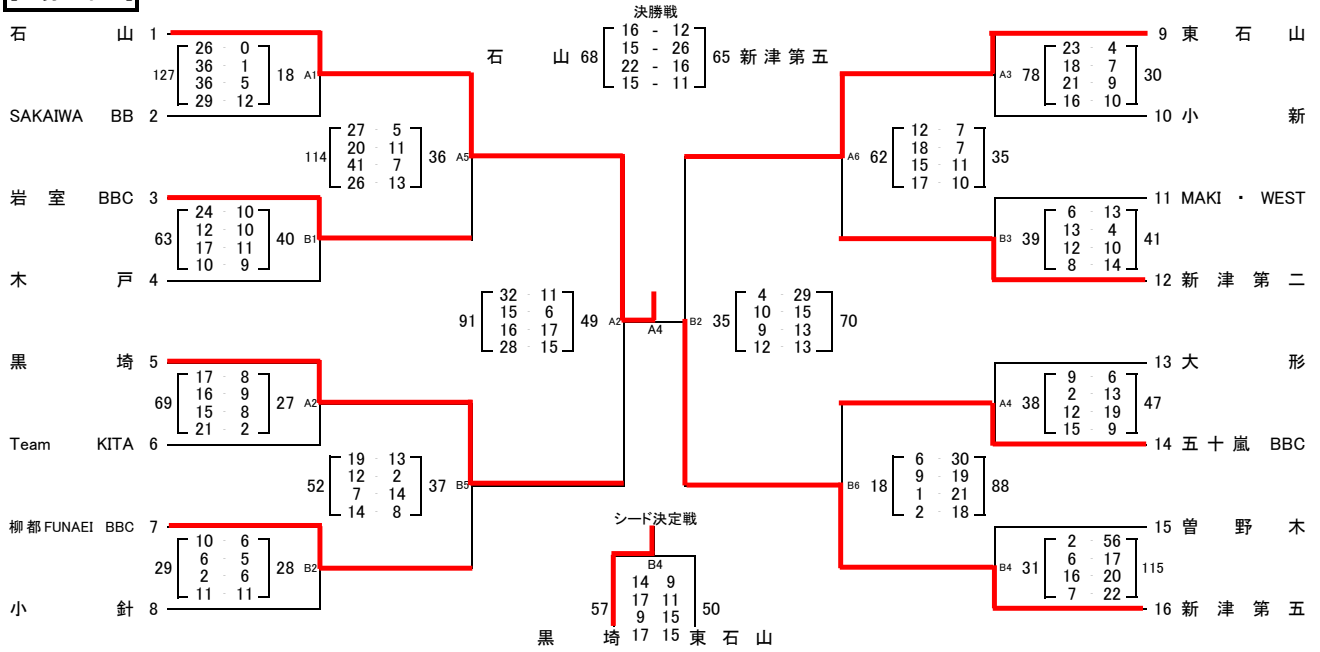 決勝戦
石 山 68 16 - 12 65 新津第五
15 - 26
22 - 16
15 - 11
石 山 1
127 26 - 0 18 A1
36 - 1
36 - 5
29 - 12
SAKAIWA BB 2
114 27 - 5 36 A5
20 - 11
41 - 7
26 - 13
岩室 BBC 3
63 24 - 10 40 B1
12 - 10
17 - 11
10 - 9
木 戸 4
91 32 - 11 49 A2
15 - 6
16 - 17
28 - 15
A4
黒 埼 5
69 17 - 8 27 A2
16 - 9
15 - 8
21 - 2
Team KITA 6
52 19 - 13 37 B5
12 - 2
7 - 14
14 - 8
柳都FUNAEI BBC 7
29 10 - 6 28 B2
6 - 5
2 - 6
11 - 11
小 針 8
9 東 石 山
A3 78 23 - 4 30
18 - 7
21 - 9
16 - 10
10 小 新
A6 62 12 - 7 35
18 - 7
15 - 11
17 - 10
11 MAKI ・ WEST
B3 39 6 - 13 41
13 - 4
12 - 10
8 - 14
12 新津第二
B2 35 4 - 29 70
10 - 15
9 - 13
12 - 13
13 大 形
A4 38 9 - 6 47
2 - 13
12 - 19
15 - 9
14 五十嵐 BBC
B6 18 6 - 30 88
9 - 19
1 - 21
2 - 18
15 曽野木
B4 31 2 - 56 115
6 - 17
16 - 20
7 - 22
16 新津第五
シード決定戦
B4
57 14 9 50
17 11
9 15
黒 埼 17 15 東石山